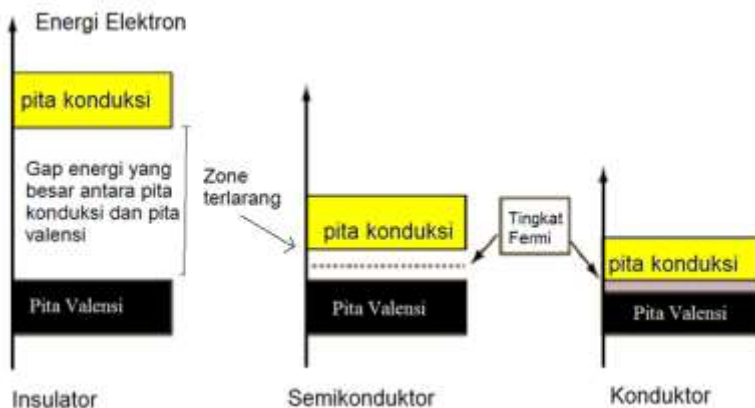 Energi Elektron
pita konduksi
Gap energi yang
besar antara pita
konduksi dan pita
valensi
Pita Valensi
Insulator
Zone
terlarang
pita konduksi
Pita Valensi
Semikonduktor
Tingkat
Fermi
pita konduksi
Pita Valensi
Konduktor